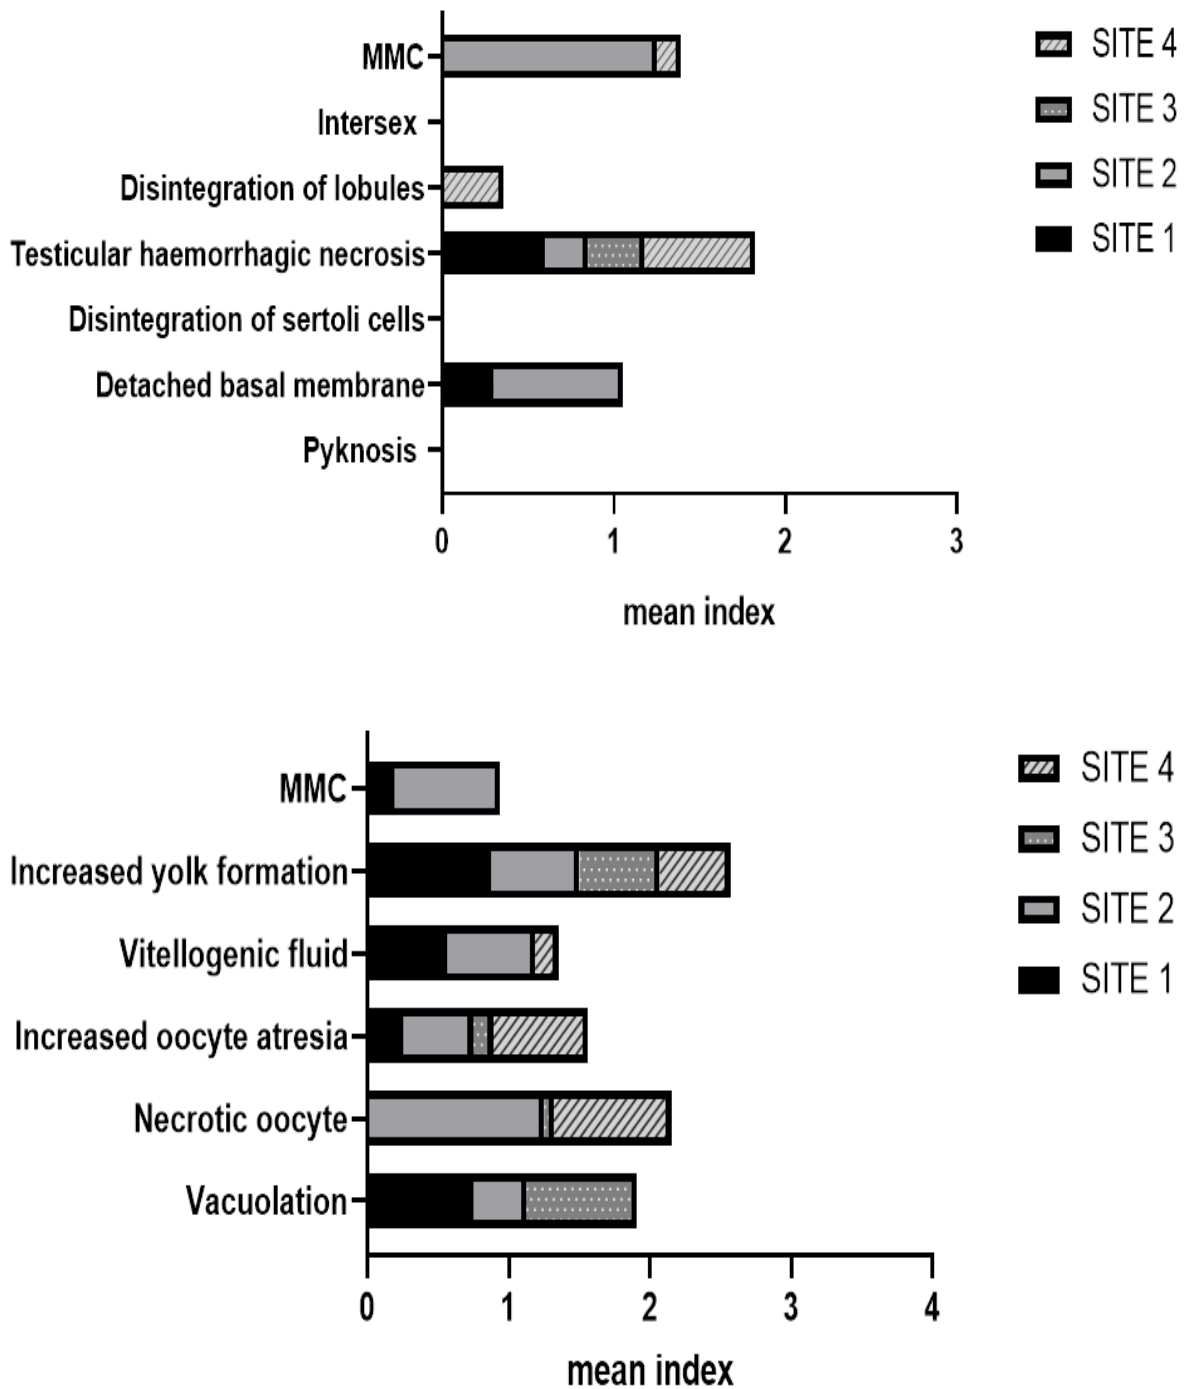 MMC
Intersex
Disintegration of lobules
Testicular haemorrhagic necrosis
Disintegration of sertoli cells
Detached basal membrane
Pyknosis
0 1 2 3
mean index
SITE 4
SITE 3
SITE 2
SITE 1
MMC
Increased yolk formation
Vitellogenic fluid
Increased oocyte atresia
Necrotic oocyte
Vacuolation
0 1 2 3 4
mean index
SITE 4
SITE 3
SITE 2
SITE 1